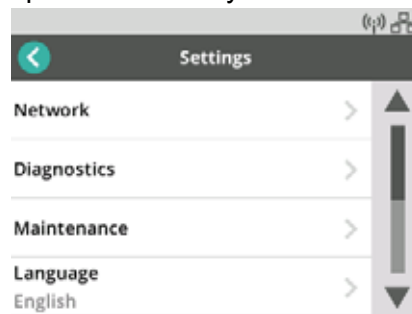 Settings
Network
Diagnostics
Maintenance
Language
English